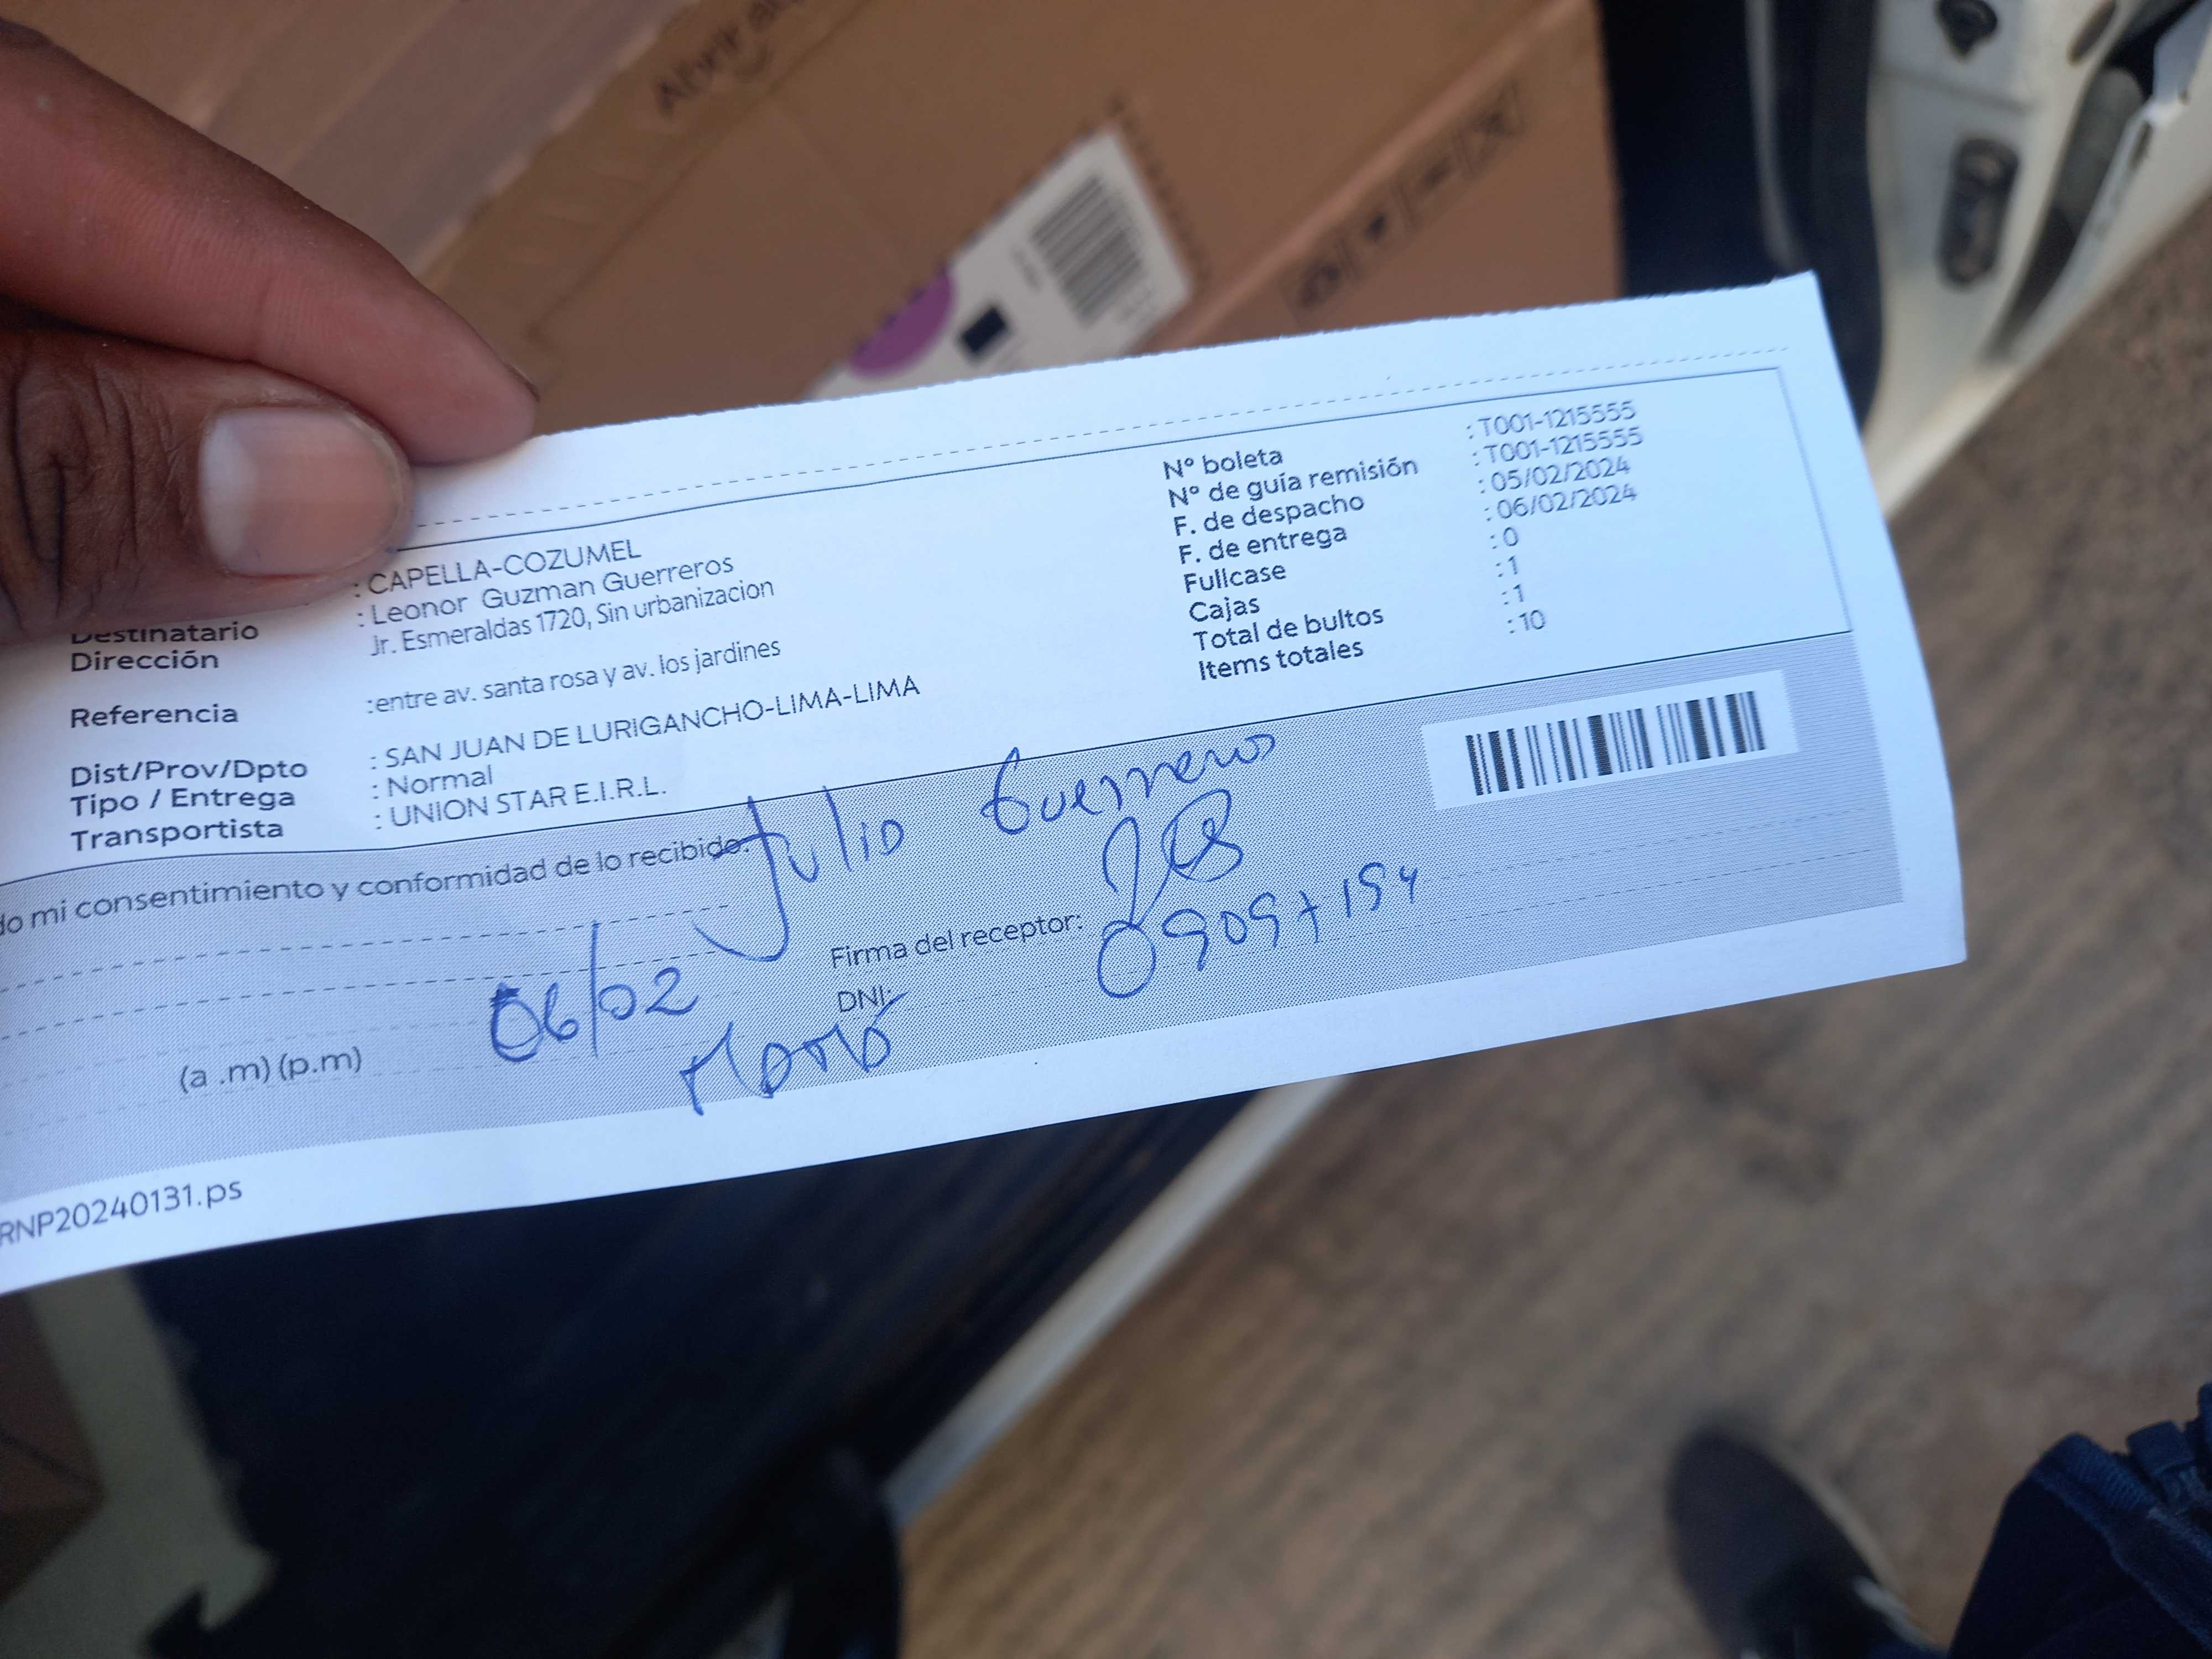 Abrir a
: CAPELLA-COZUMEL
Destinatario : Leonor Guzman Guerreros
Dirección Jr. Esmeraldas 1720, Sin urbanizacion
Referencia :entre av. santa rosa y av. los jardines
Dist/Prov/Dpto : SAN JUAN DE LURIGANCHO-LIMA-LIMA
Tipo / Entrega : Normal
Transportista : UNION STAR E.I.R.L.
N° boleta : T001-1215555
N° de guía remisión : T001-1215555
F. de despacho : 05/02/2024
F. de entrega : 06/02/2024
Fullcase : 0
Cajas : 1
Total de bultos : 1
Items totales : 10
do mi consentimiento y conformidad de lo recibido: Julio Guerreros
Firma del receptor:
DNI:
06/02
(a .m) (p.m)
RNP20240131.ps